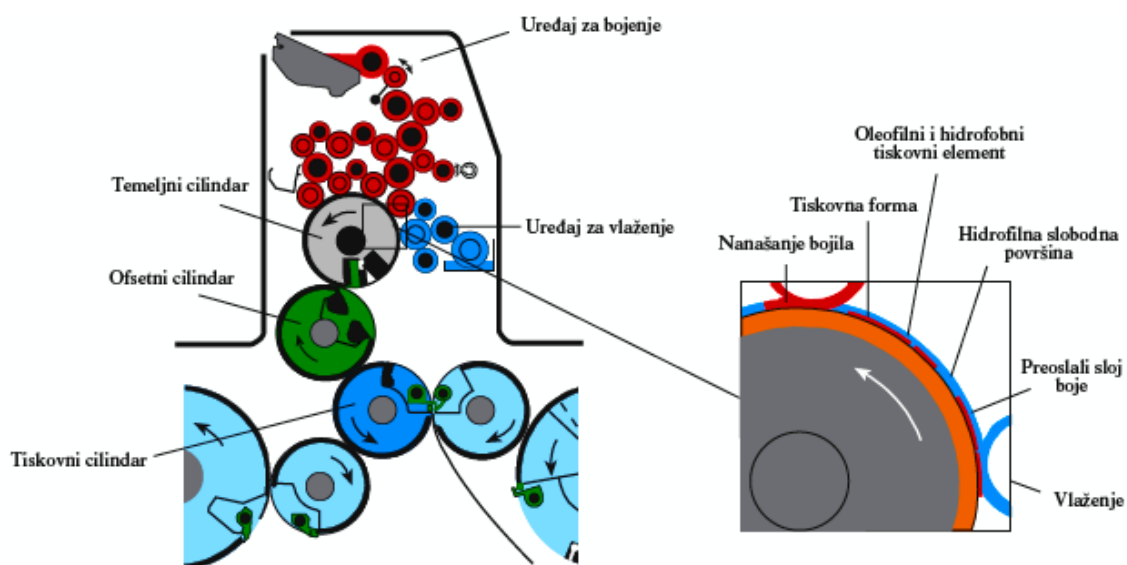 Uređaj za bojenje
Temeljni cilindar
Uređaj za vlaženje
Ofsetni cilindar
Tiskovni cilindar
Oleofilni i hidrofobni
tiskovni element
Tiskovna forma
Nanašanje bojila
Hidrofilna slobodna
površina
Preoslali sloj
boje
Vlaženje